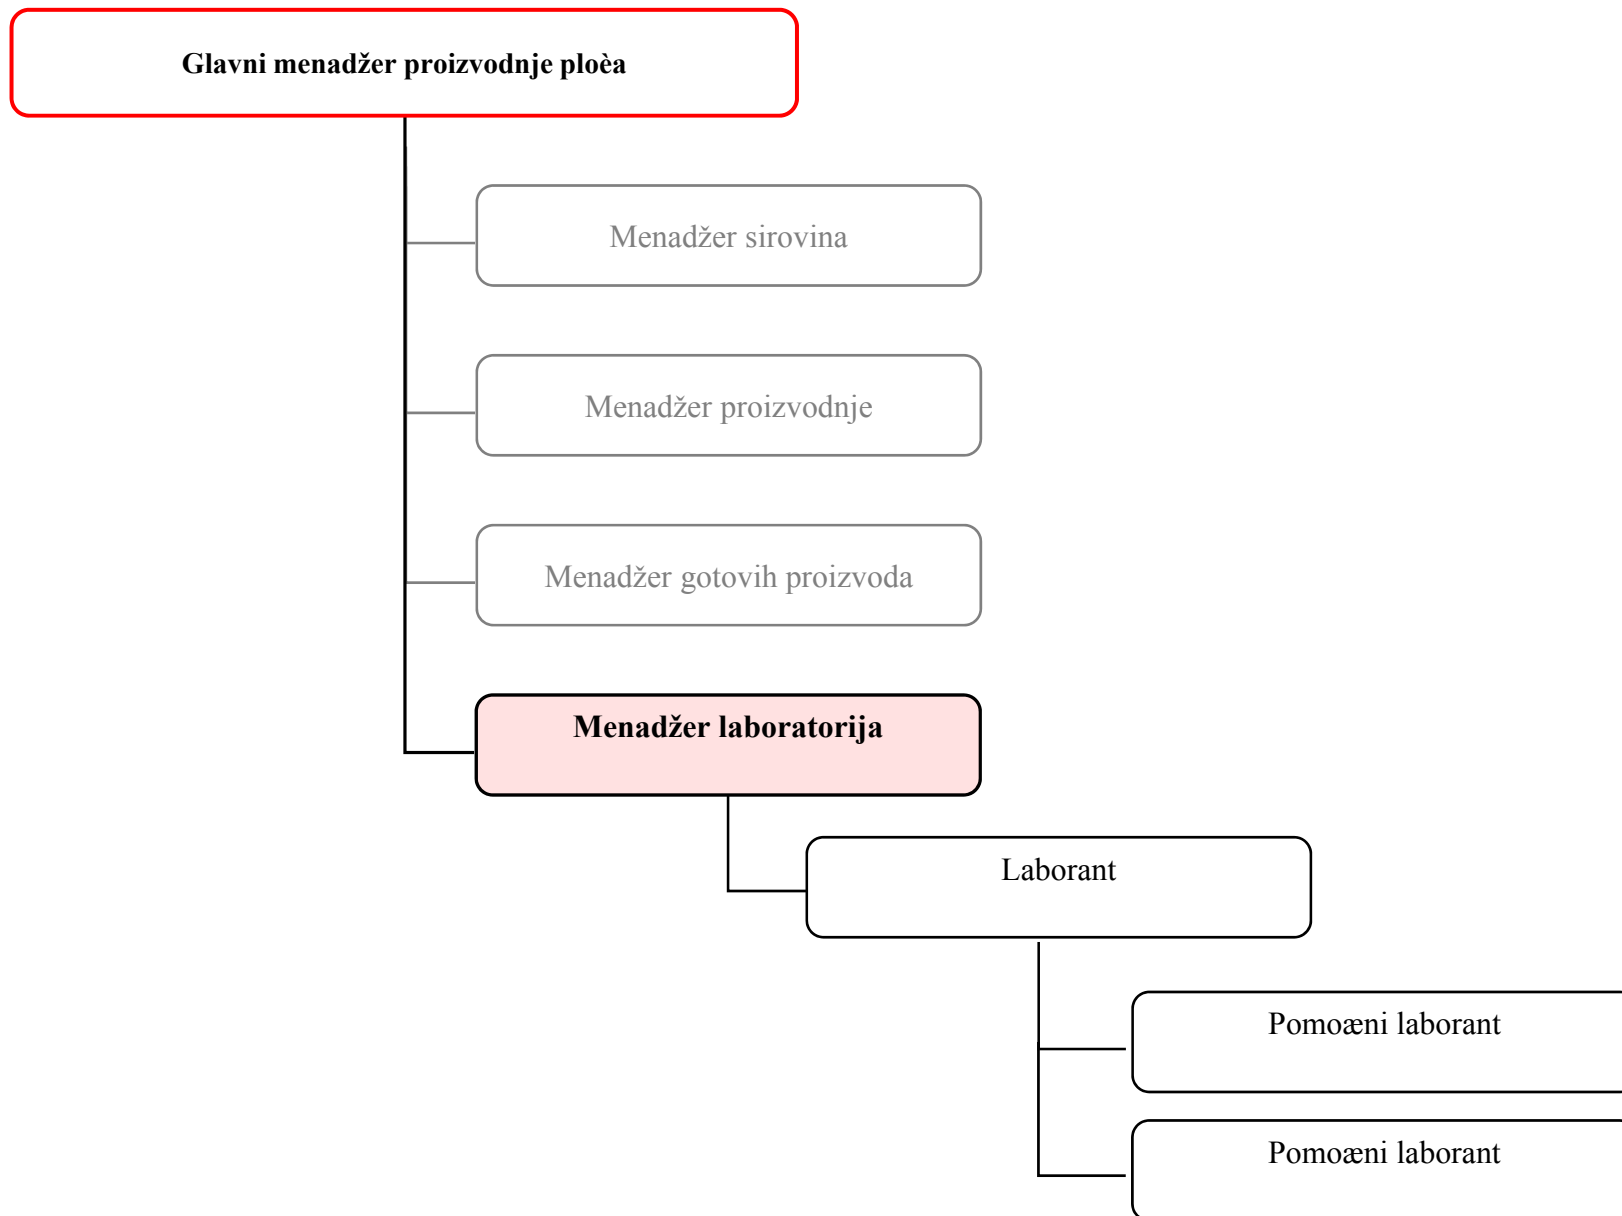 Glavni menadžer proizvodnje ploèa
Menadžer sirovina
Menadžer proizvodnje
Menadžer gotovih proizvoda
Menadžer laboratorija
Laborant
Pomoæni laborant
Pomoæni laborant